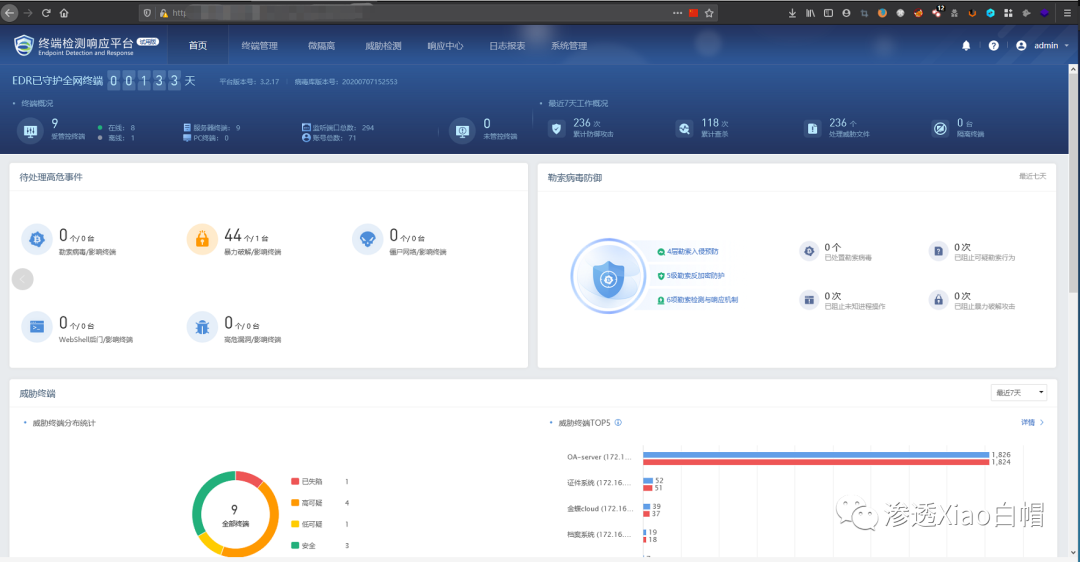 http
12
终端检测响应平台 试用版
Endpoint Detection and Response
首页 终端管理 微隔离 威胁检测 响应中心 日志报表 系统管理
admin
EDR已守护全网终端 0 0 1 3 3 天 平台版本号：3.2.17 病毒库版本号：20200707152553
终端概况
9
受管控终端
在线： 8
离线： 1
服务器终端： 9
PC终端： 0
监听端口总数： 294
账号总数： 71
0
未管控终端
最近7天工作概况
236 次
累计防御攻击
118 次
累计查杀
236 个
处理威胁文件
0 台
隔离终端
待处理高危事件
0 个/ 0 台
勒索病毒/影响终端
44 个/ 1 台
暴力破解/影响终端
0 个/ 0 台
僵尸网络/影响终端
0 个/ 0 台
WebShell后门/影响终端
0 个/ 0 台
高危漏洞/影响终端
勒索病毒防御
最近七天
4层勒索入侵预防
5级勒索反加密防护
6项勒索检测与响应机制
0 个
已处置勒索病毒
0 次
已阻止可疑勒索行为
0 次
已阻止未知进程操作
0 次
已阻止暴力破解攻击
威胁终端
最近7天
威胁终端分布统计
9
全部终端
已失陷 1
高可疑 4
低可疑 1
安全 3
威胁终端TOP5
详情
OA-server (172.1...
1,826
1,824
证件系统 (172.16....
52
51
金蝶cloud (172.16...
39
37
档案系统 (172.16....
19
18
渗透Xiao白帽